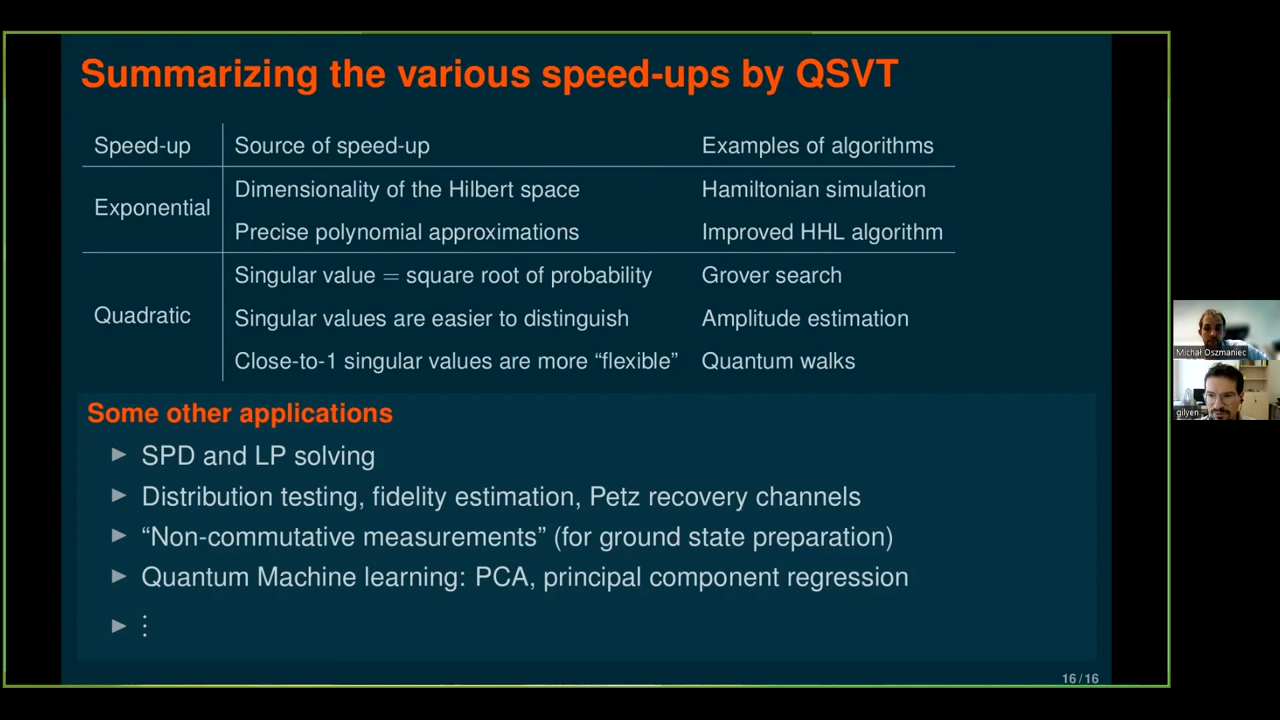 Summarizing the various speed-ups by QSVT
Speed-up Source of speed-up Examples of algorithms
Exponential
Dimensionality of the Hilbert space Hamiltonian simulation
Precise polynomial approximations Improved HHL algorithm
Quadratic
Singular value = square root of probability Grover search
Singular values are easier to distinguish Amplitude estimation
Close-to-1 singular values are more “flexible” Quantum walks
Some other applications
▶ SPD and LP solving
▶ Distribution testing, fidelity estimation, Petz recovery channels
▶ “Non-commutative measurements” (for ground state preparation)
▶ Quantum Machine learning: PCA, principal component regression
▶ ⋮
16 / 16
Michał Oszmaniec
gilyen